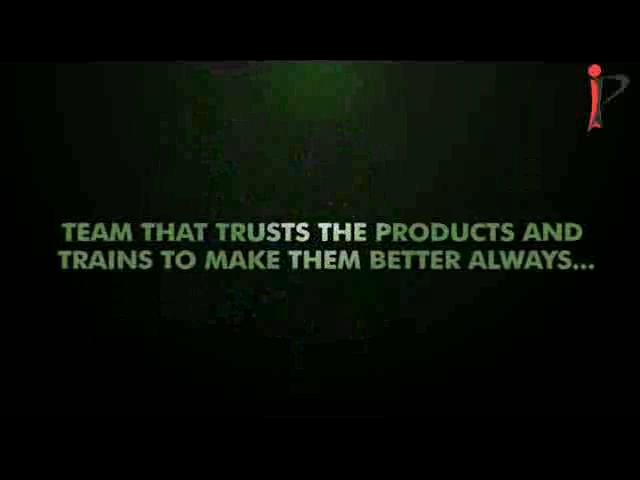 TEAM THAT TRUSTS THE PRODUCTS AND
TRAINS TO MAKE THEM BETTER ALWAYS...